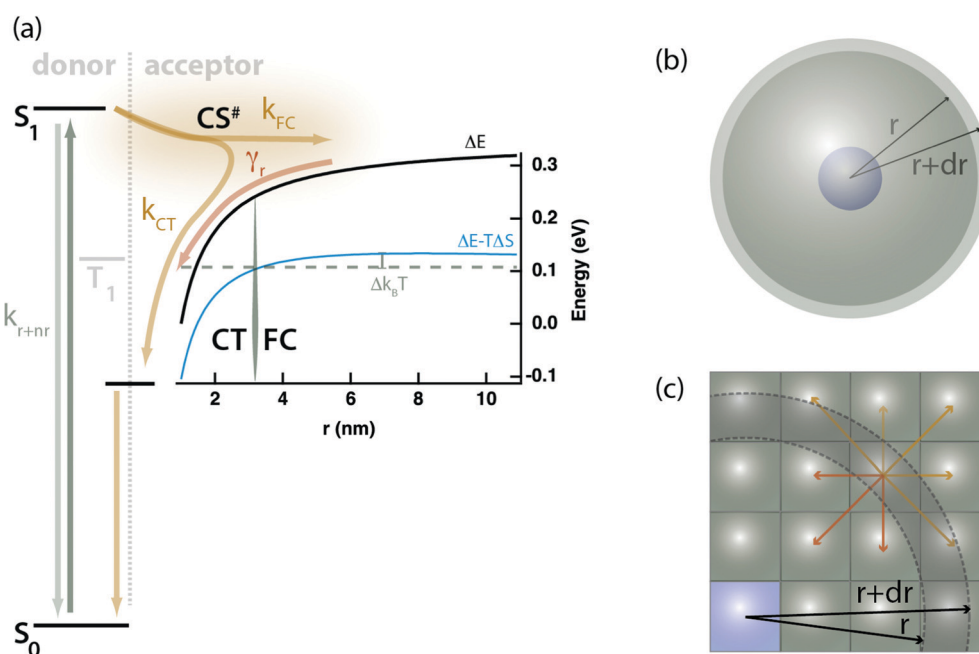 (a)
donor
acceptor
S1
CS#
kFC
γr
kCT
T1
kr+nr
S0
ΔE
ΔE-TΔS
ΔkBT
CT
FC
0.3
0.2
0.1
0.0
-0.1
Energy (eV)
2
4
6
8
10
r (nm)
(b)
r
r+dr
(c)
r+dr
r